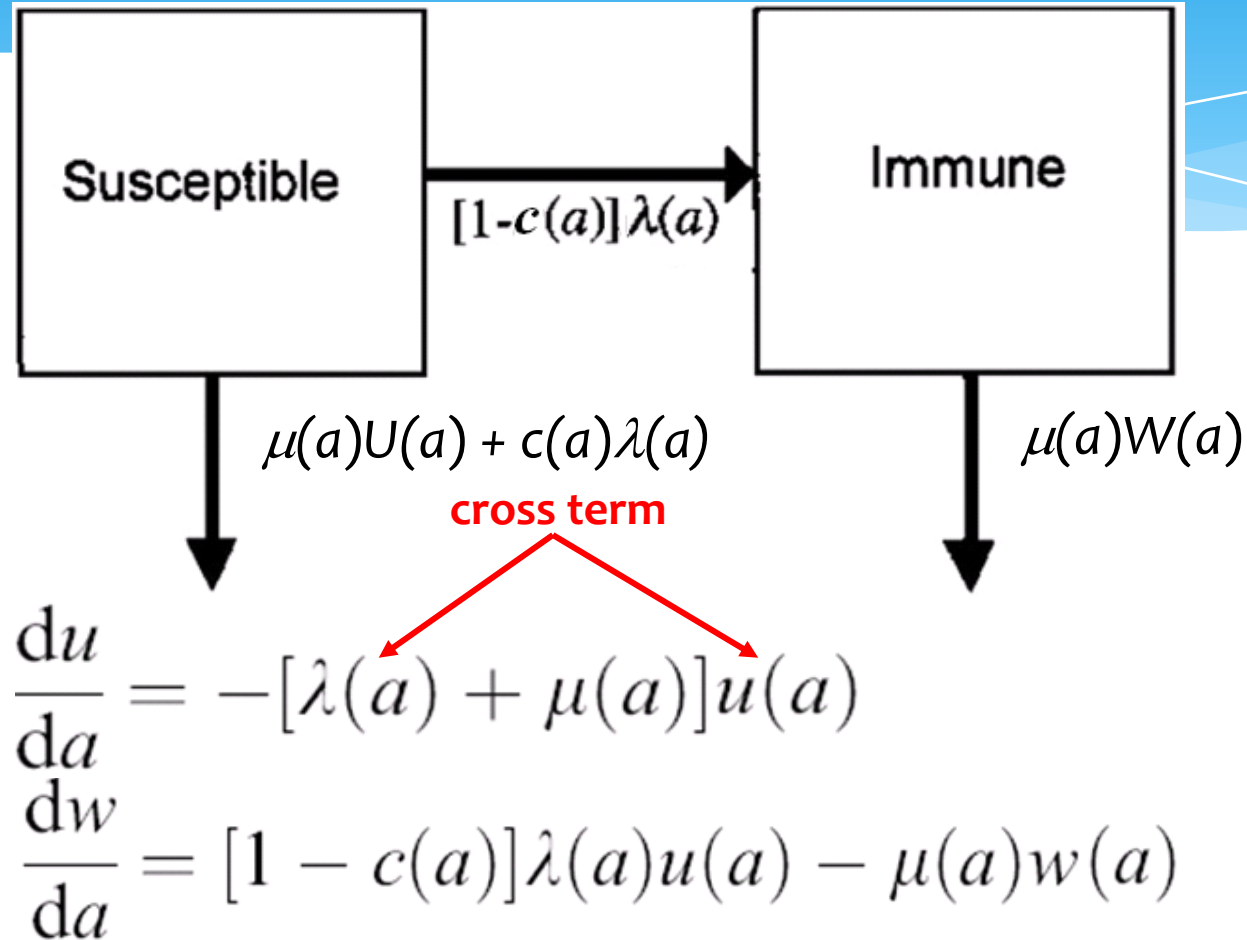 Susceptible
Immune
[1-c(a)]λ(a)
μ(a)U(a) + c(a)λ(a)
μ(a)W(a)
cross term
du/da = −[λ(a) + μ(a)]u(a)
dw/da = [1 − c(a)]λ(a)u(a) − μ(a)w(a)